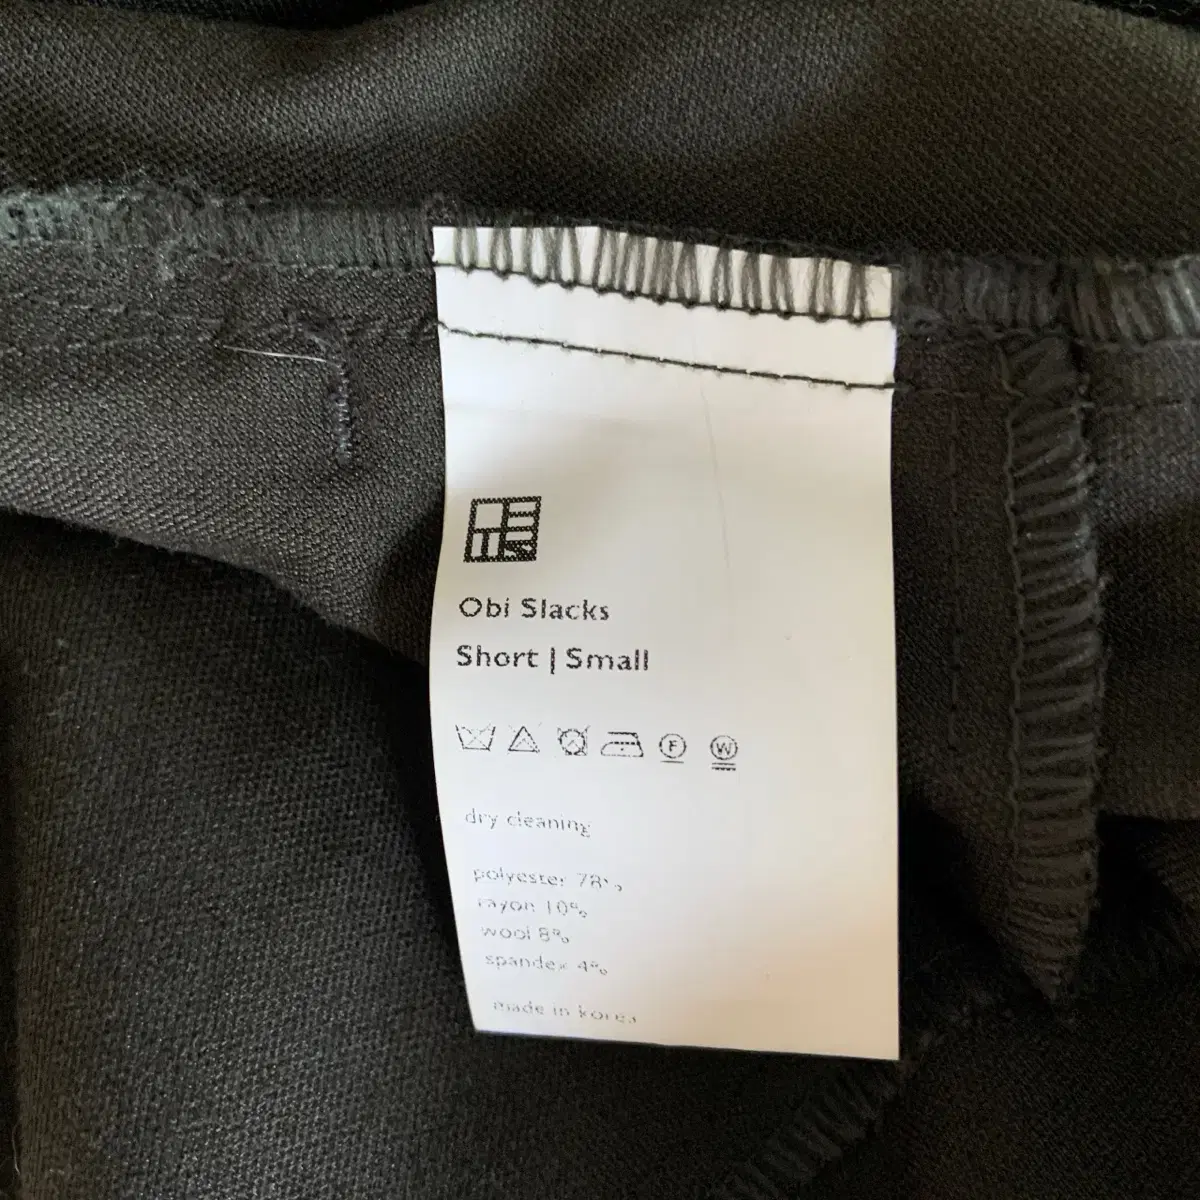 Obi Slacks
Short | Small
F W
dry cleaning
polyester 78%
rayon 10%
wool 8%
spandex 4%
made in korea